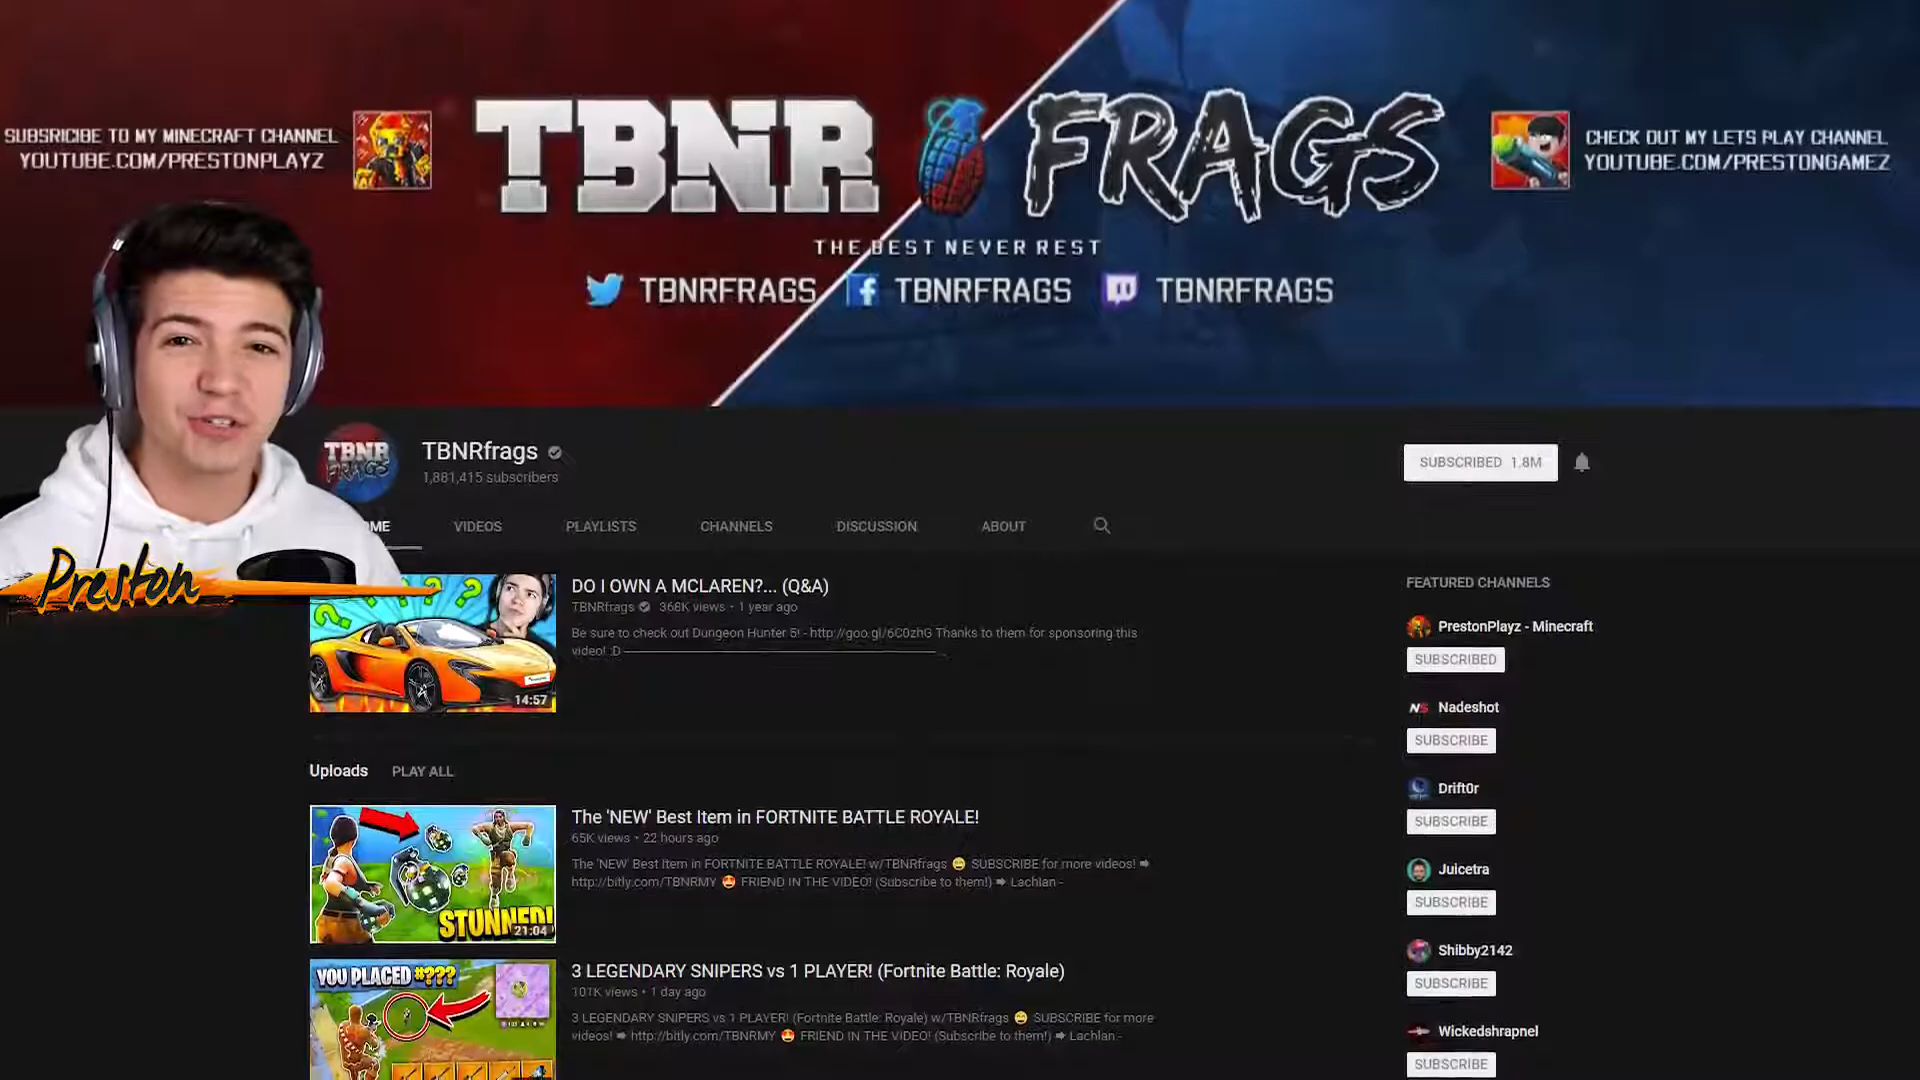 SUBSRICIBE TO MY MINECRAFT CHANNEL
YOUTUBE.COM/PRESTONPLAYZ
TBNR FRAGS
CHECK OUT MY LETS PLAY CHANNEL
YOUTUBE.COM/PRESTONGAMEZ
THE BEST NEVER REST
TBNRFRAGS TBNRFRAGS TBNRFRAGS
TBNR
FRAGS
TBNRfrags
1,881,415 subscribers
SUBSCRIBED 1.8M
OME VIDEOS PLAYLISTS CHANNELS DISCUSSION ABOUT
Preston
14:57
DO I OWN A MCLAREN?... (Q&A)
TBNRfrags 368K views • 1 year ago
Be sure to check out Dungeon Hunter 5! - http://goo.gl/6C0zhG Thanks to them for sponsoring this
video! :D
Uploads PLAY ALL
STUNNED!
21:04
The 'NEW' Best Item in FORTNITE BATTLE ROYALE!
65K views • 22 hours ago
The 'NEW' Best Item in FORTNITE BATTLE ROYALE! w/TBNRfrags 😄 SUBSCRIBE for more videos! ➡
http://bitly.com/TBNRMY 😍 FRIEND IN THE VIDEO! (Subscribe to them!) ➡ Lachlan -
YOU PLACED #???
3 LEGENDARY SNIPERS vs 1 PLAYER! (Fortnite Battle: Royale)
101K views • 1 day ago
3 LEGENDARY SNIPERS vs 1 PLAYER! (Fortnite Battle: Royale) w/TBNRfrags 😄 SUBSCRIBE for more
videos! ➡ http://bitly.com/TBNRMY 😍 FRIEND IN THE VIDEO! (Subscribe to them!) ➡ Lachlan -
FEATURED CHANNELS
PrestonPlayz - Minecraft
SUBSCRIBED
NS Nadeshot
SUBSCRIBE
Drift0r
SUBSCRIBE
Juicetra
SUBSCRIBE
Shibby2142
SUBSCRIBE
Wickedshrapnel
SUBSCRIBE